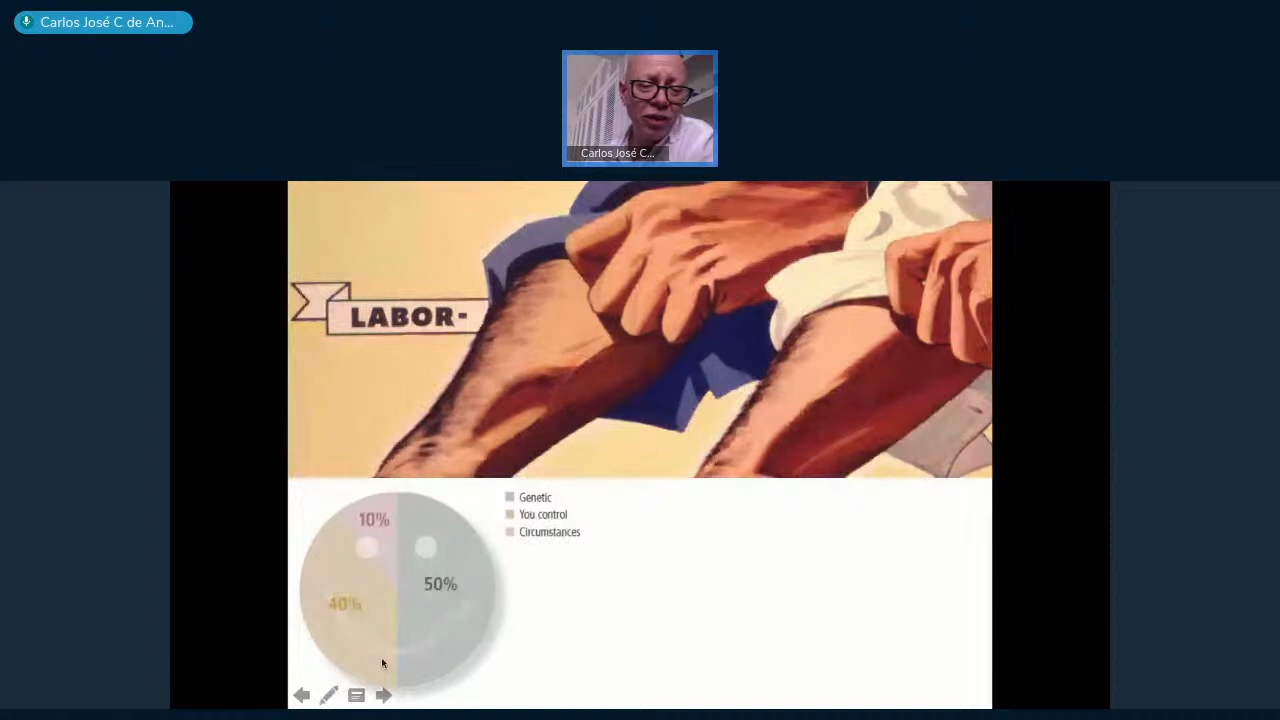 Carlos José C de An...
Carlos José C...
LABOR-
Genetic
You control
Circumstances
10%
50%
40%